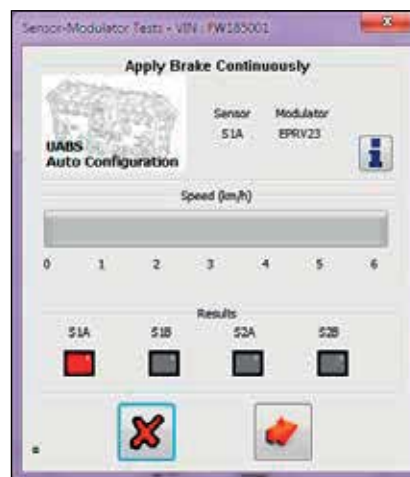 Sensor-Modulator Tests - VIN : FW185001
Apply Brake Continuously
UABS
Auto Configuration
Sensor Modulator
S1A EPRV23
Speed (km/h)
0 1 2 3 4 5 6
Results
S1A S1B S2A S2B